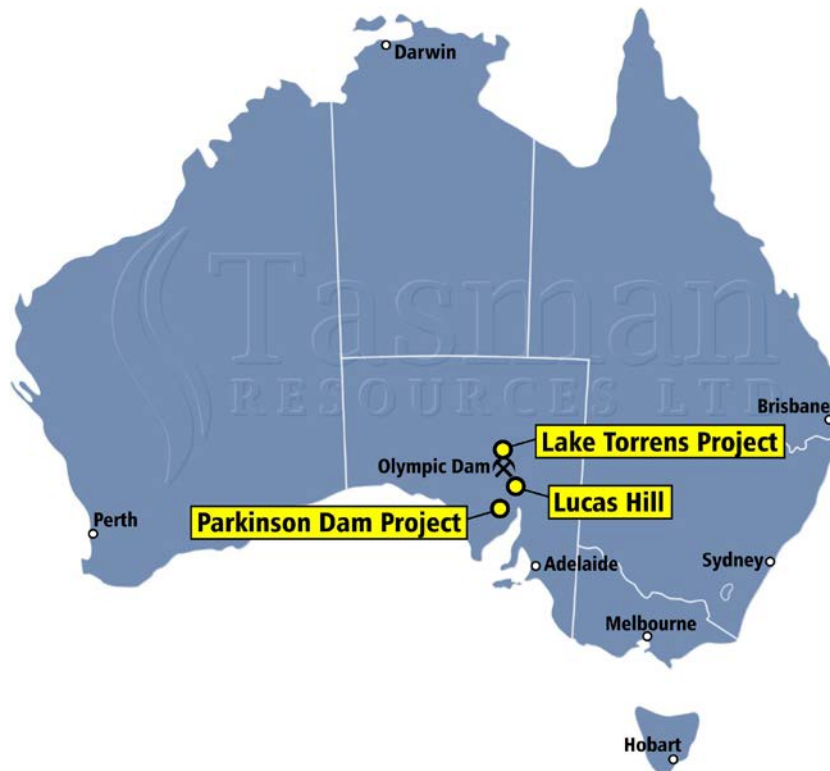 Darwin
Tasman
RESOURCES LTD
Brisbane
Lake Torrens Project
Olympic Dam
Lucas Hill
Parkinson Dam Project
Perth
Adelaide
Sydney
Melbourne
Hobart